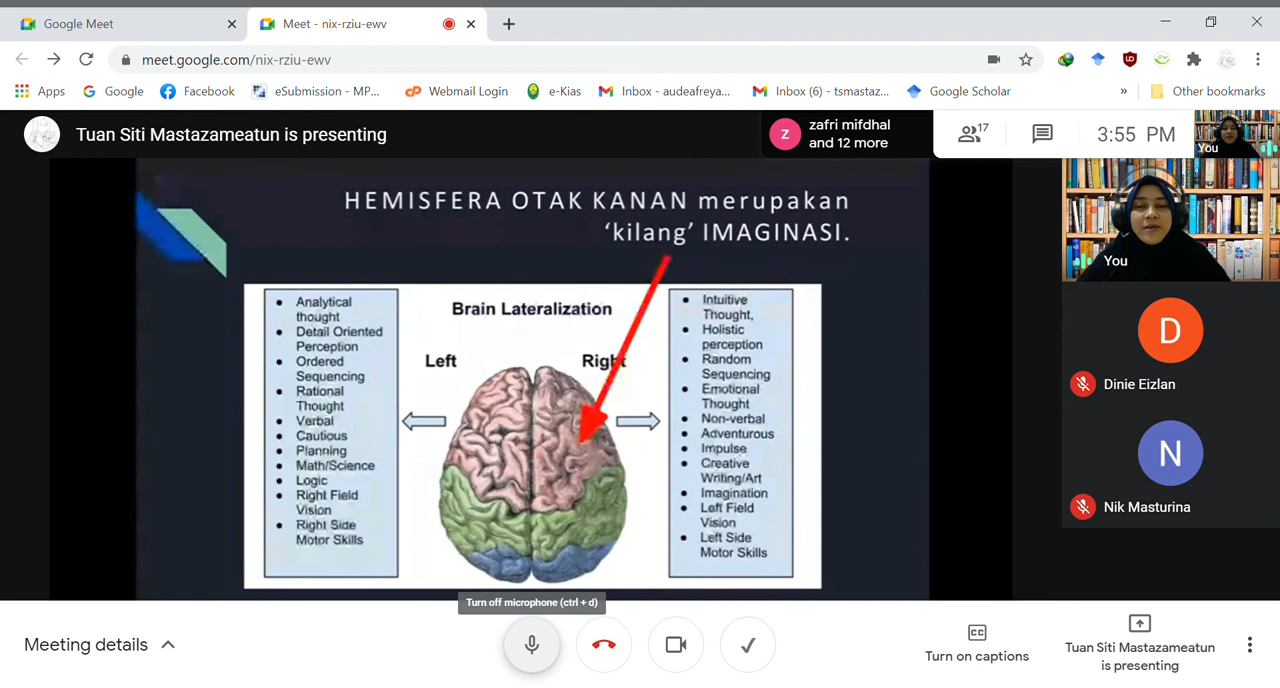 Google Meet
Meet - nix-rziu-ewv
meet.google.com/nix-rziu-ewv
Apps
Google
Facebook
eSubmission - MP...
Webmail Login
e-Kias
Inbox - audeafreya...
Inbox (6) - tsmastaz...
Google Scholar
»
Other bookmarks
Tuan Siti Mastazameatun is presenting
Z
zafri mifdhal
and 12 more
17
3:55 PM
You
HEMISFERA OTAK KANAN merupakan
‘kilang’ IMAGINASI.
• Analytical
thought
• Detail Oriented
Perception
• Ordered
Sequencing
• Rational
Thought
• Verbal
• Cautious
• Planning
• Math/Science
• Logic
• Right Field
Vision
• Right Side
Motor Skills
Brain Lateralization
Left
Right
• Intuitive
Thought,
• Holistic
perception
• Random
Sequencing
• Emotional
Thought
• Non-verbal
• Adventurous
• Impulse
• Creative
Writing/Art
• Imagination
• Left Field
Vision
• Left Side
Motor Skills
You
D
Dinie Eizlan
N
Nik Masturina
Turn off microphone (ctrl + d)
Meeting details
CC
Turn on captions
Tuan Siti Mastazameatun
is presenting